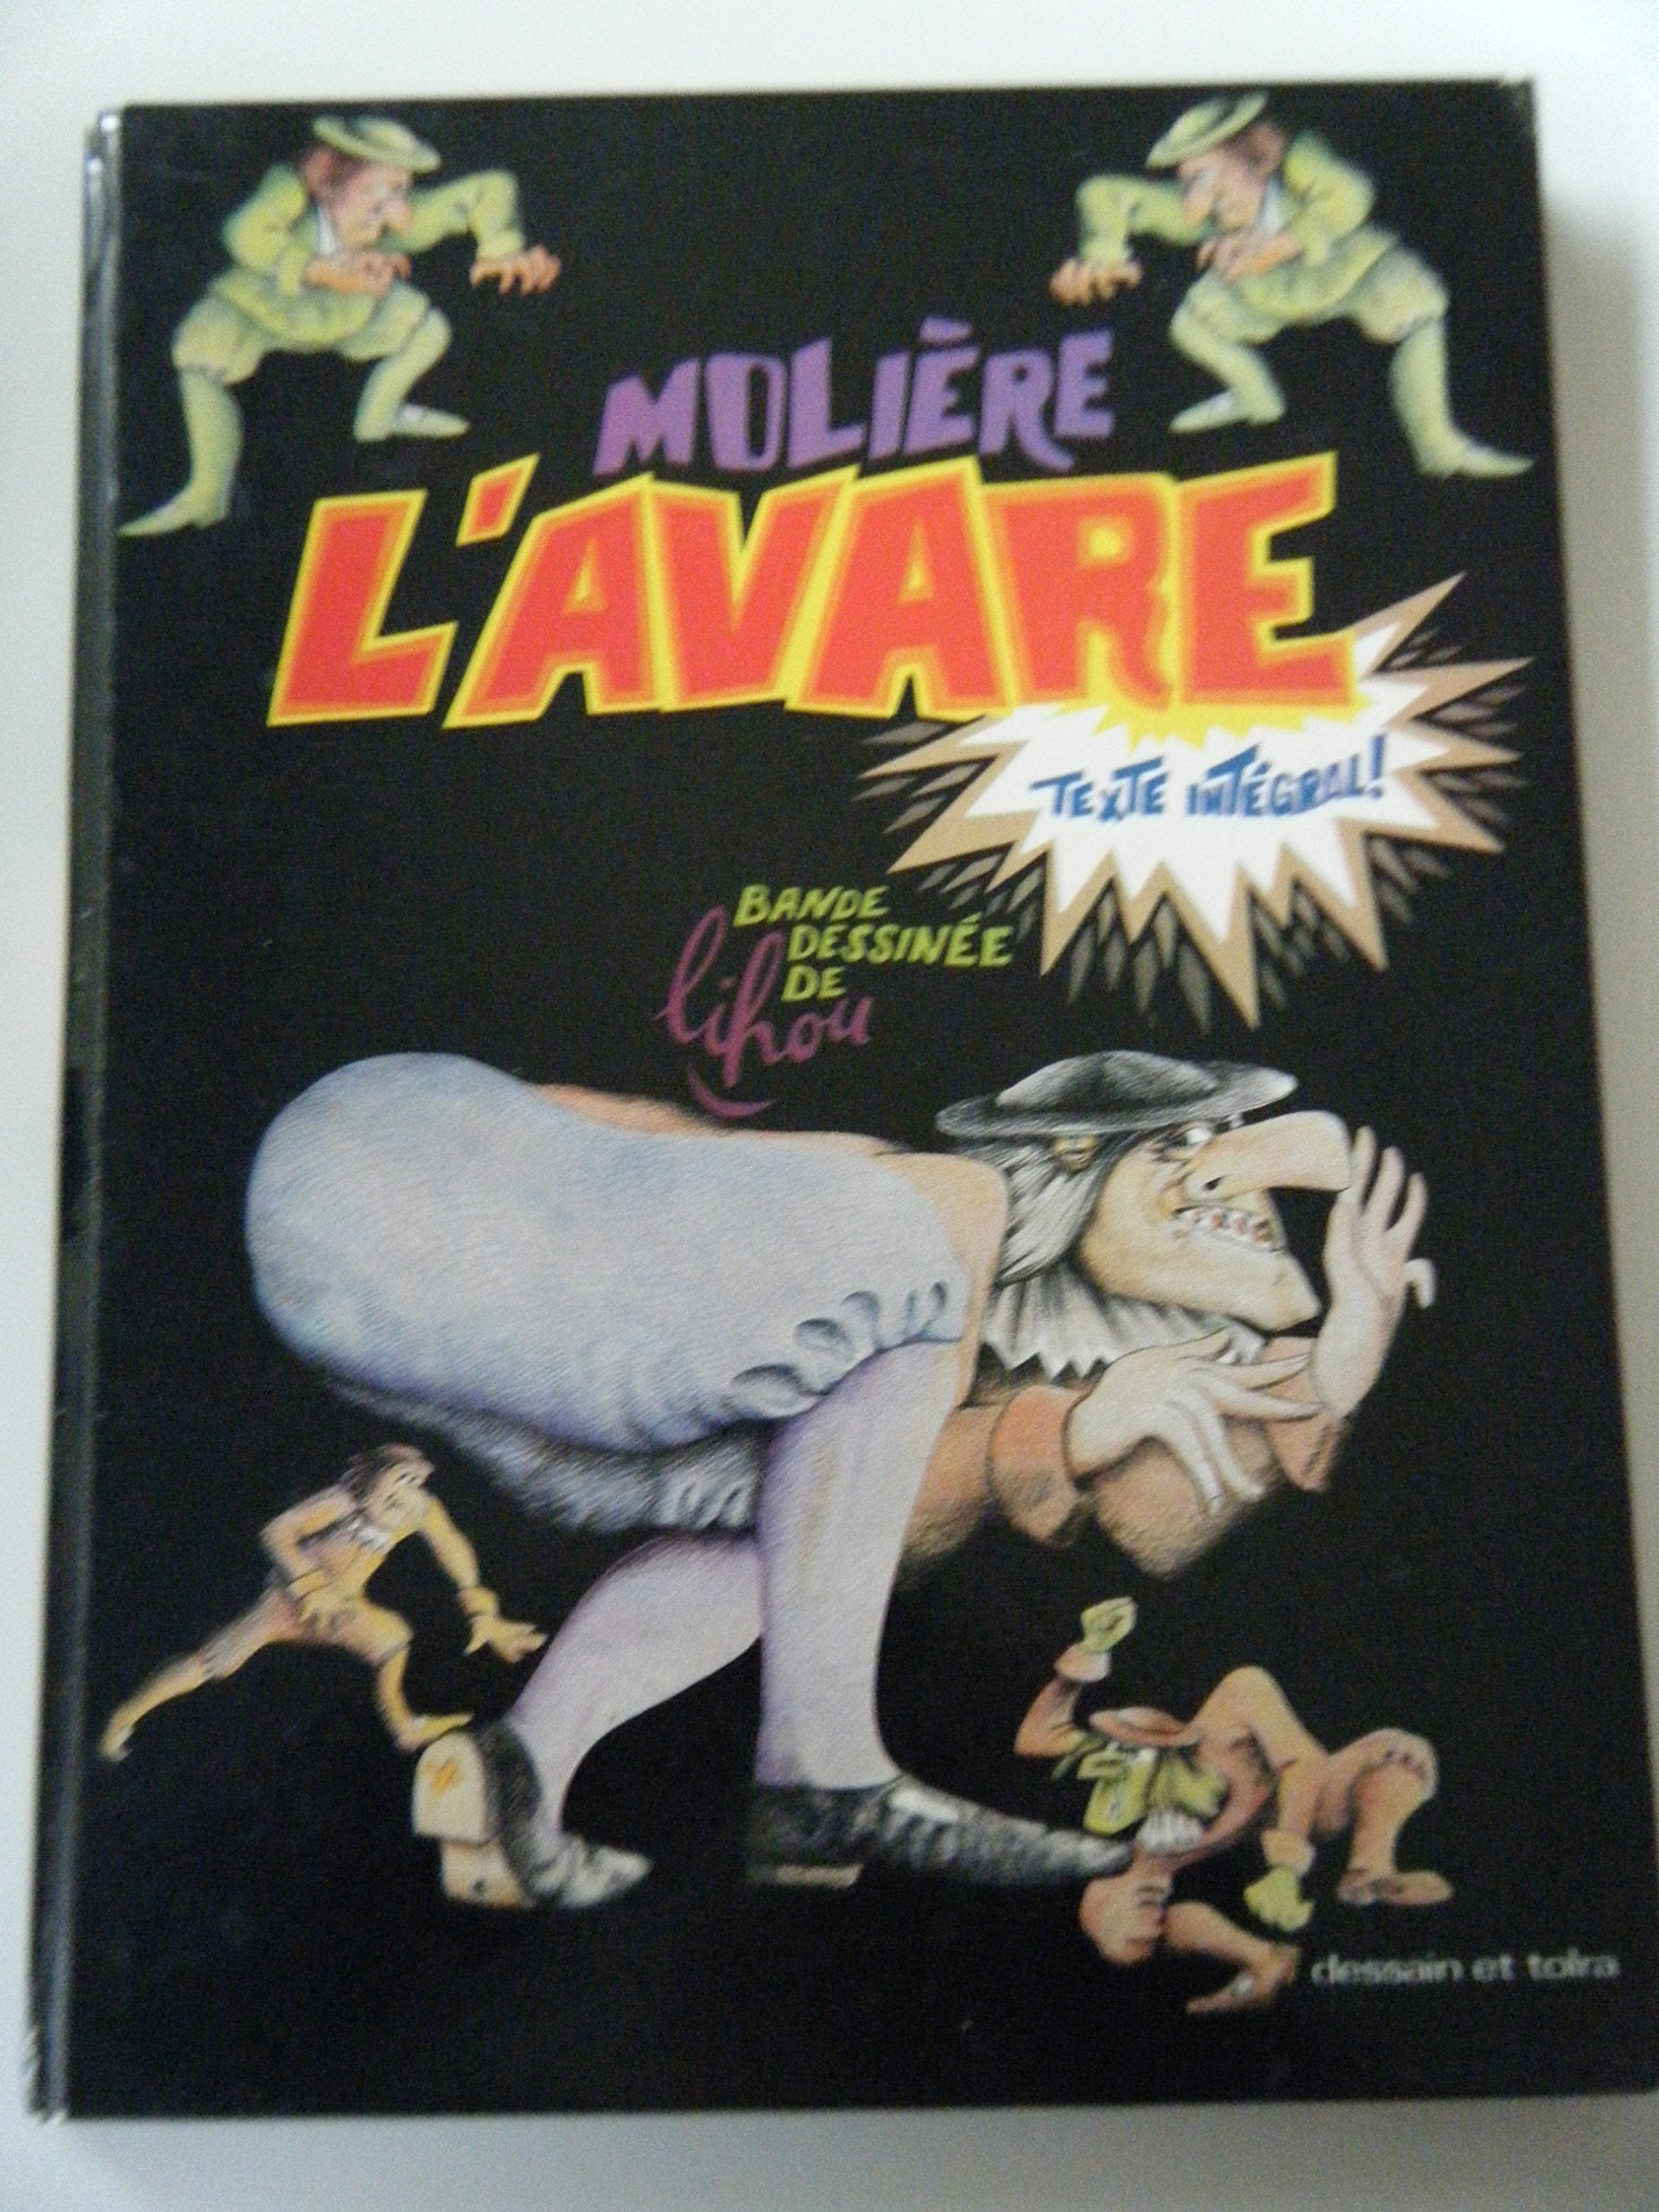 MOLIÈRE
L'AVARE
TEXTE INTÉGRAL!
BANDE
DESSINÉE
DE
lihou
dessain et tolra